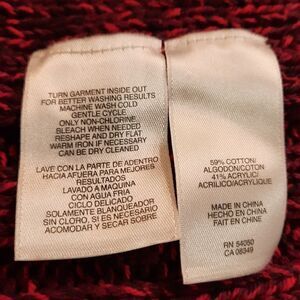 TURN GARMENT INSIDE OUT
FOR BETTER WASHING RESULTS
MACHINE WASH COLD
GENTLE CYCLE
ONLY NON-CHLORINE
BLEACH WHEN NEEDED
RESHAPE AND DRY FLAT
WARM IRON IF NECESSARY
CAN BE DRY CLEANED
LAVE CON LA PARTE DE ADENTRO
HACIA AFUERA PARA MEJORES
RESULTADOS
LAVADO A MAQUINA
CON AGUA FRIA
CICLO DELICADO
SOLAMENTE BLANQUEADOR
SIN CLORO, SI ES NECESARIO
ACOMODAR Y SECAR SOBRE
59% COTTON/
ALGODON/COTON
41% ACRYLIC/
ACRILICO/ACRYLIQUE
MADE IN CHINA
HECHO EN CHINA
FAIT EN CHINE
RN 54050
CA 08349